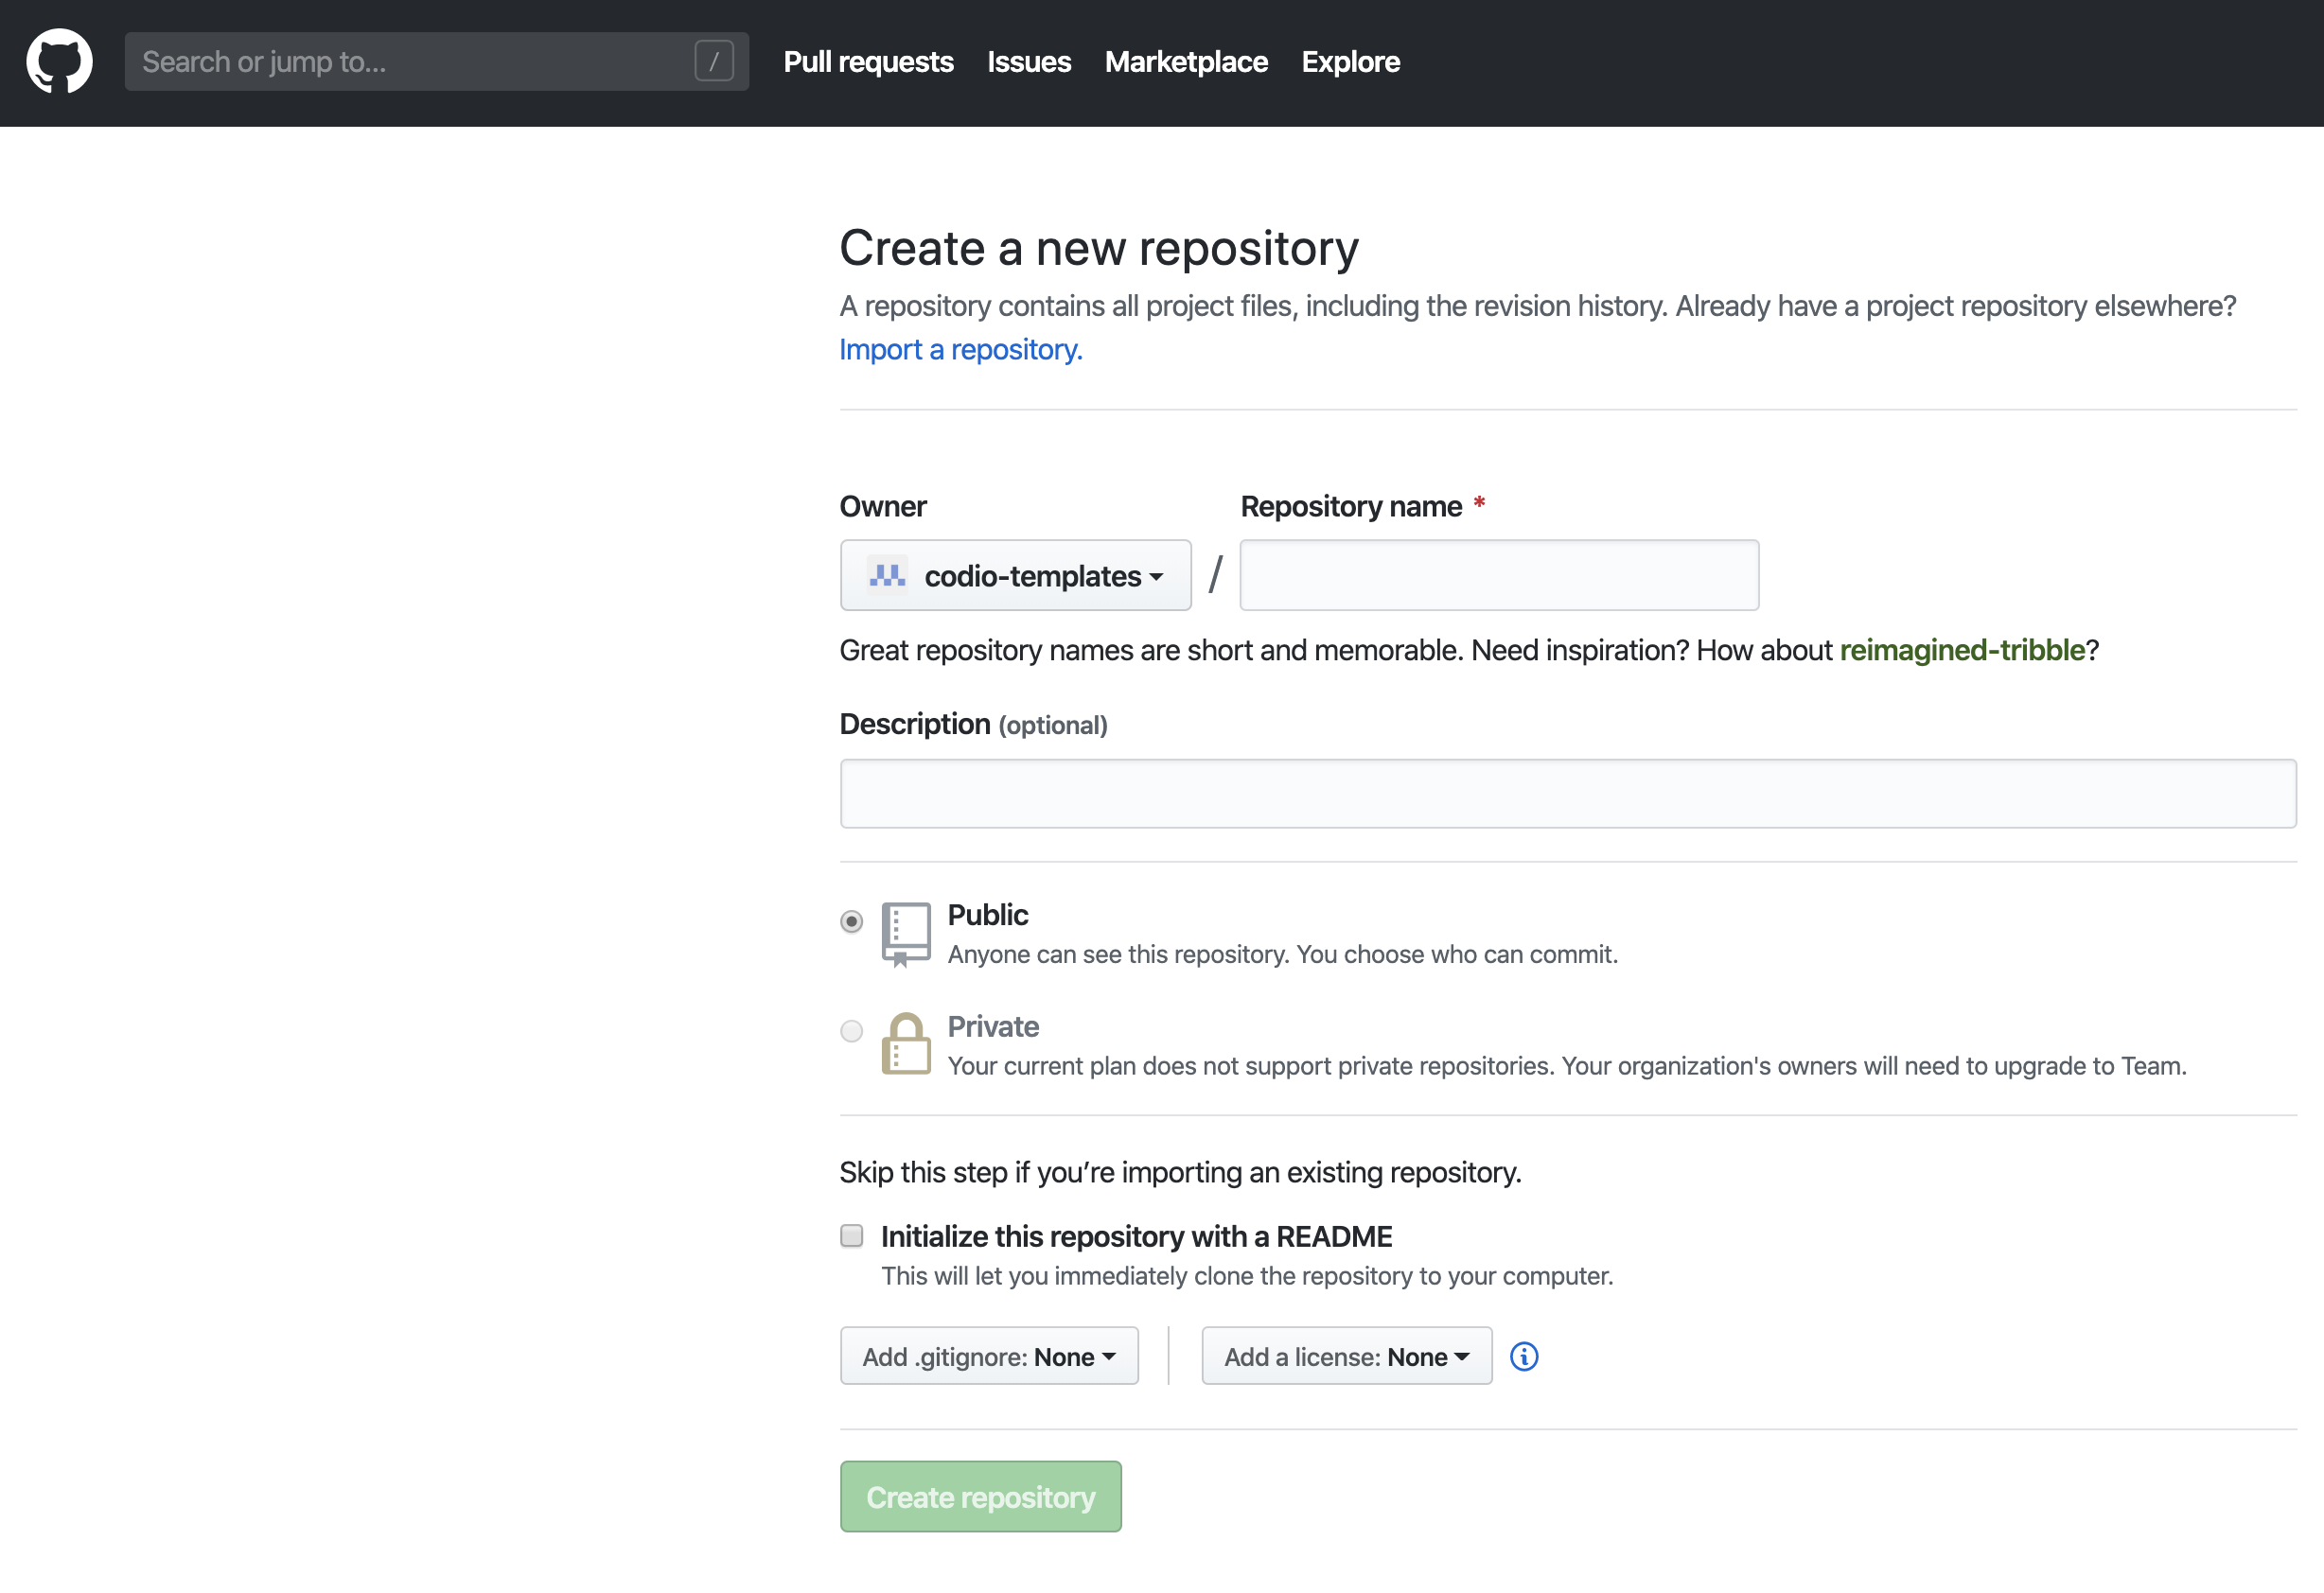 Search or jump to... /
Pull requests Issues Marketplace Explore
Create a new repository
A repository contains all project files, including the revision history. Already have a project repository elsewhere?
Import a repository.
Owner Repository name *
codio-templates /
Great repository names are short and memorable. Need inspiration? How about reimagined-tribble?
Description (optional)
Public
Anyone can see this repository. You choose who can commit.
Private
Your current plan does not support private repositories. Your organization's owners will need to upgrade to Team.
Skip this step if you’re importing an existing repository.
Initialize this repository with a README
This will let you immediately clone the repository to your computer.
Add .gitignore: None Add a license: None
Create repository